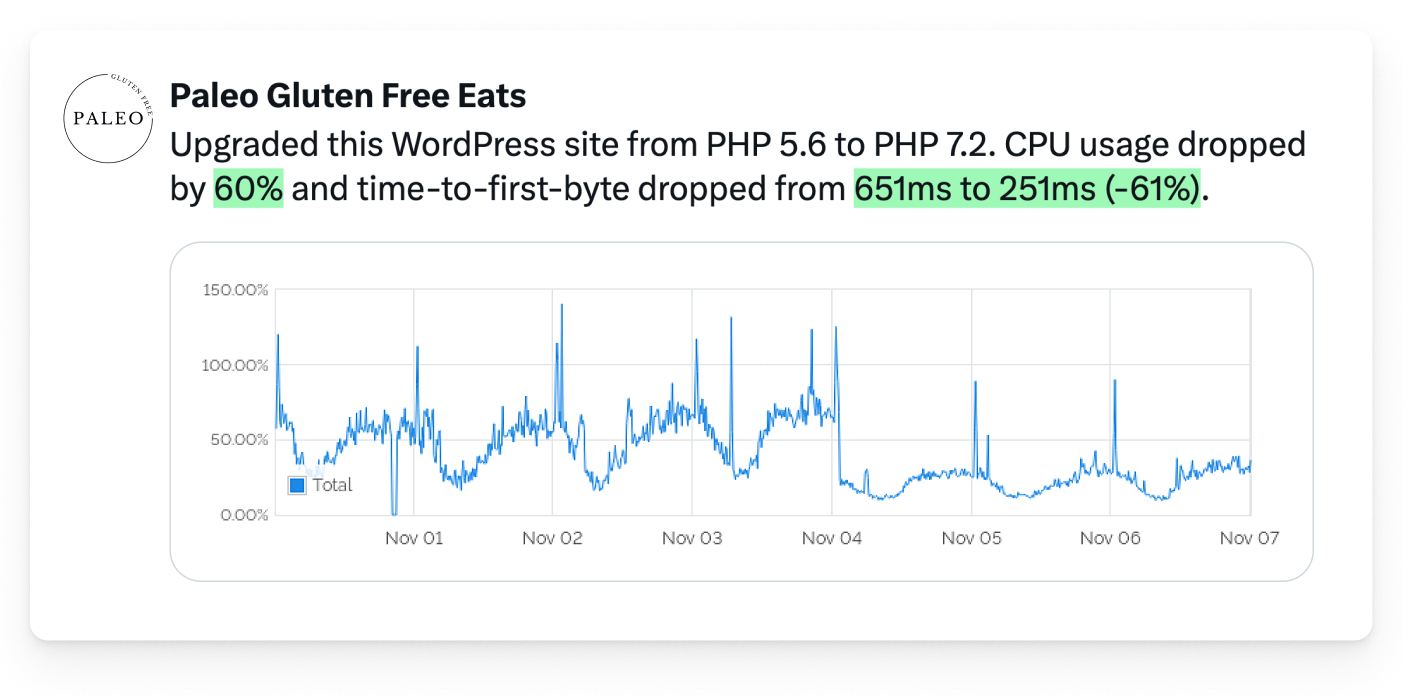 GLUTEN FREE
PALEO
Paleo Gluten Free Eats
Upgraded this WordPress site from PHP 5.6 to PHP 7.2. CPU usage dropped
by 60% and time-to-first-byte dropped from 651ms to 251ms (-61%).
150.00%
100.00%
50.00%
0.00%
Total
Nov 01 Nov 02 Nov 03 Nov 04 Nov 05 Nov 06 Nov 07